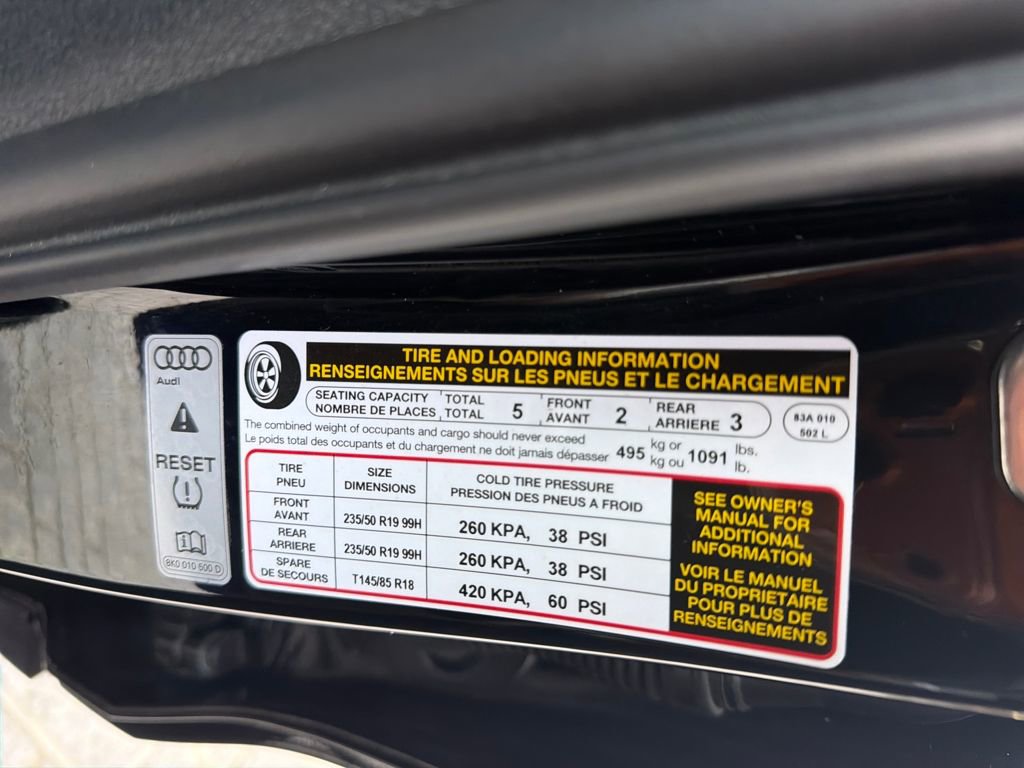 Audi
RESET
8K0 010 500 D
TIRE AND LOADING INFORMATION
RENSEIGNEMENTS SUR LES PNEUS ET LE CHARGEMENT
SEATING CAPACITY TOTAL 5 FRONT 2 REAR 3
NOMBRE DE PLACES TOTAL AVANT ARRIERE
83A 010
502 L
The combined weight of occupants and cargo should never exceed 495 kg or 1091 lbs.
Le poids total des occupants et du chargement ne doit jamais dépasser kg ou lb.
TIRE SIZE COLD TIRE PRESSURE
PNEU DIMENSIONS PRESSION DES PNEUS A FROID
FRONT
AVANT 235/50 R19 99H 260 KPA, 38 PSI
REAR
ARRIERE 235/50 R19 99H 260 KPA, 38 PSI
SPARE
DE SECOURS T145/85 R18 420 KPA, 60 PSI
SEE OWNER'S
MANUAL FOR
ADDITIONAL
INFORMATION
VOIR LE MANUEL
DU PROPRIETAIRE
POUR PLUS DE
RENSEIGNEMENTS